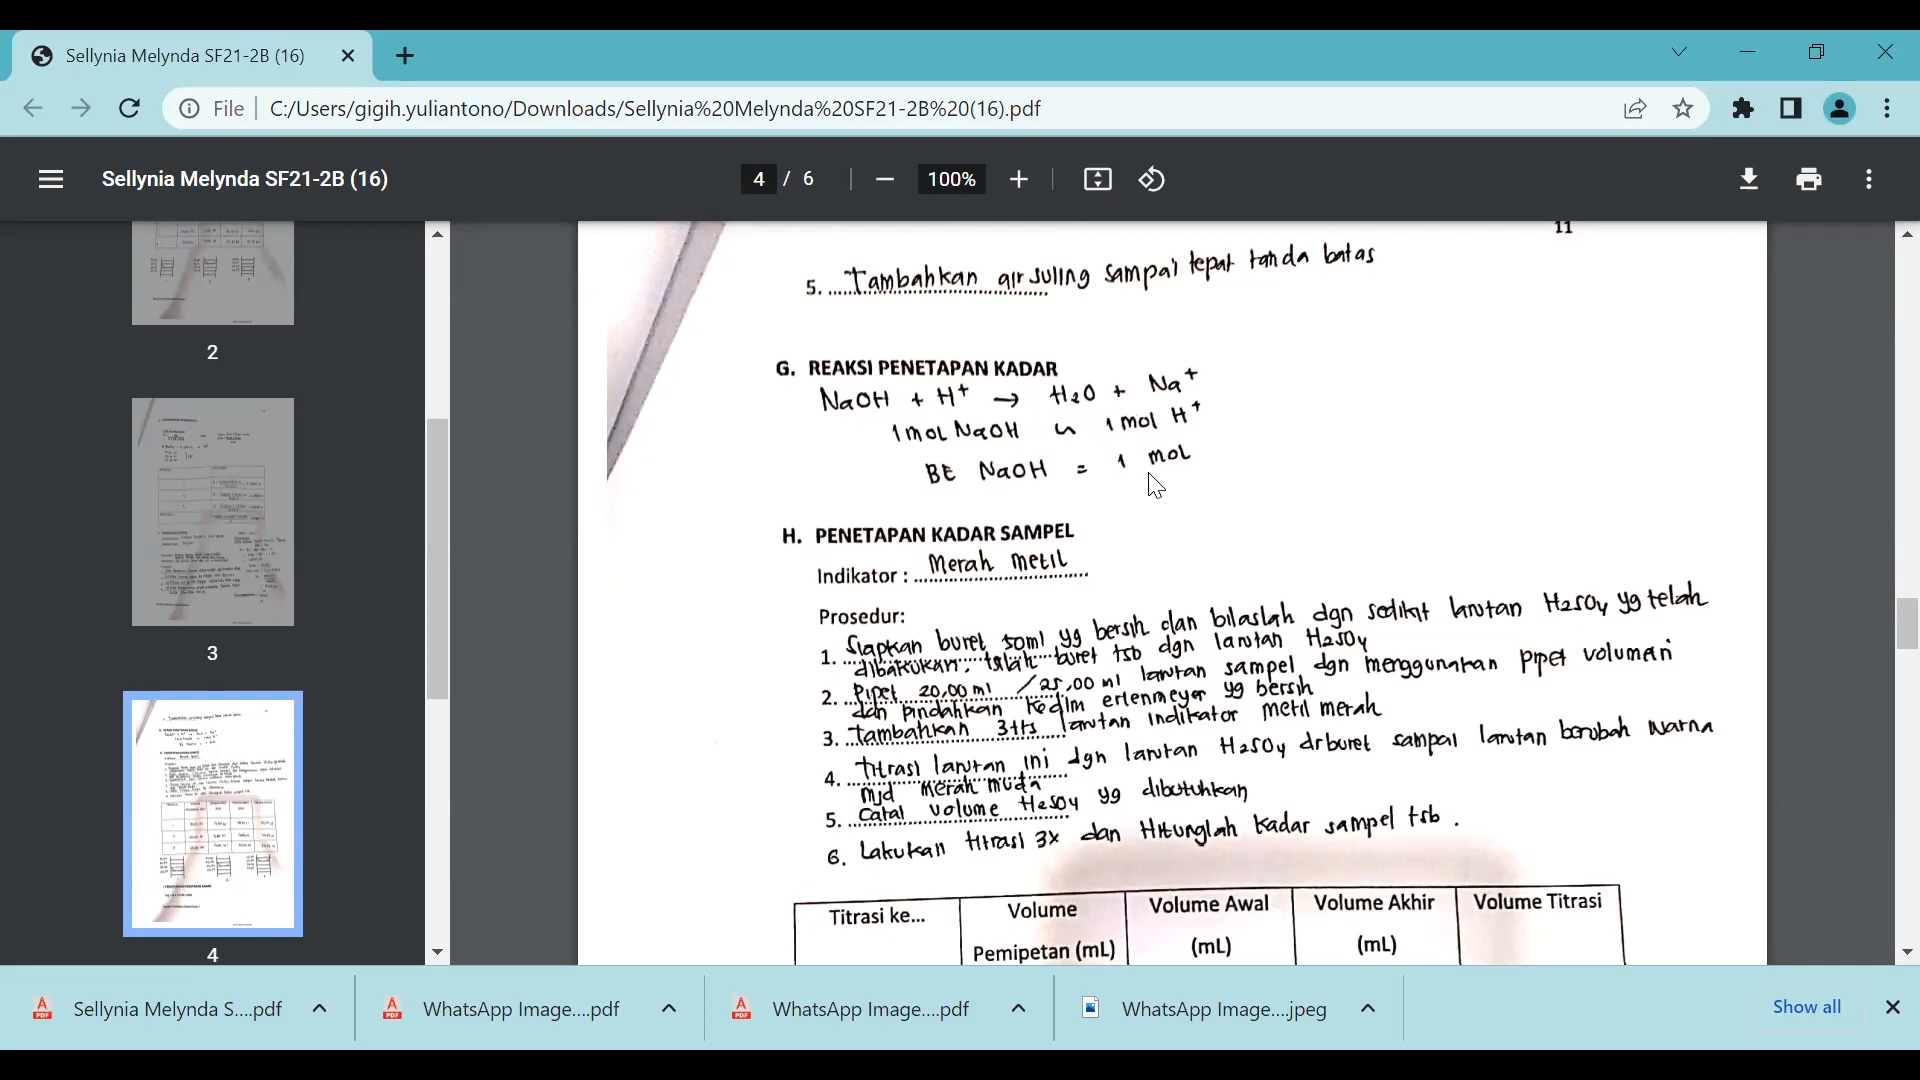 Sellynia Melynda SF21-2B (16)
File
C:/Users/gigih.yuliantono/Downloads/Sellynia%20Melynda%20SF21-2B%20(16).pdf
Sellynia Melynda SF21-2B (16)
4 / 6
100%
2
3
4
11
5. Tambahkan air suling sampai tepat tanda batas
G. REAKSI PENETAPAN KADAR
NaOH + H+ → H2O + Na+
1 mol NaOH ∽ 1 mol H+
BE NaOH = 1 mol
H. PENETAPAN KADAR SAMPEL
Indikator : Merah metil
Prosedur:
1. Siapkan buret 50ml yg bersih dan bilaslah dgn sedikit larutan H2SO4 yg telah
dibakukan, buret tsb dgn larutan H2SO4
2. Pipet 20,00 ml / 25,00 ml larutan sampel dgn menggunakan pipet volumetri
dan pindahkan kedlm erlenmeyer yg bersih
3. Tambahkan 3 tts larutan indikator metil merah
4. Titrasi larutan ini dgn larutan H2SO4 dr buret sampai larutan berubah warna
mjd merah muda
5. Catat volume H2SO4 yg dibutuhkan
6. Lakukan titrasi 3x dan Hitunglah kadar sampel tsb .
Titrasi ke... Volume Volume Awal Volume Akhir Volume Titrasi
Pemipetan (mL) (mL) (mL)
Sellynia Melynda S....pdf
WhatsApp Image....pdf
WhatsApp Image....pdf
WhatsApp Image....jpeg
Show all